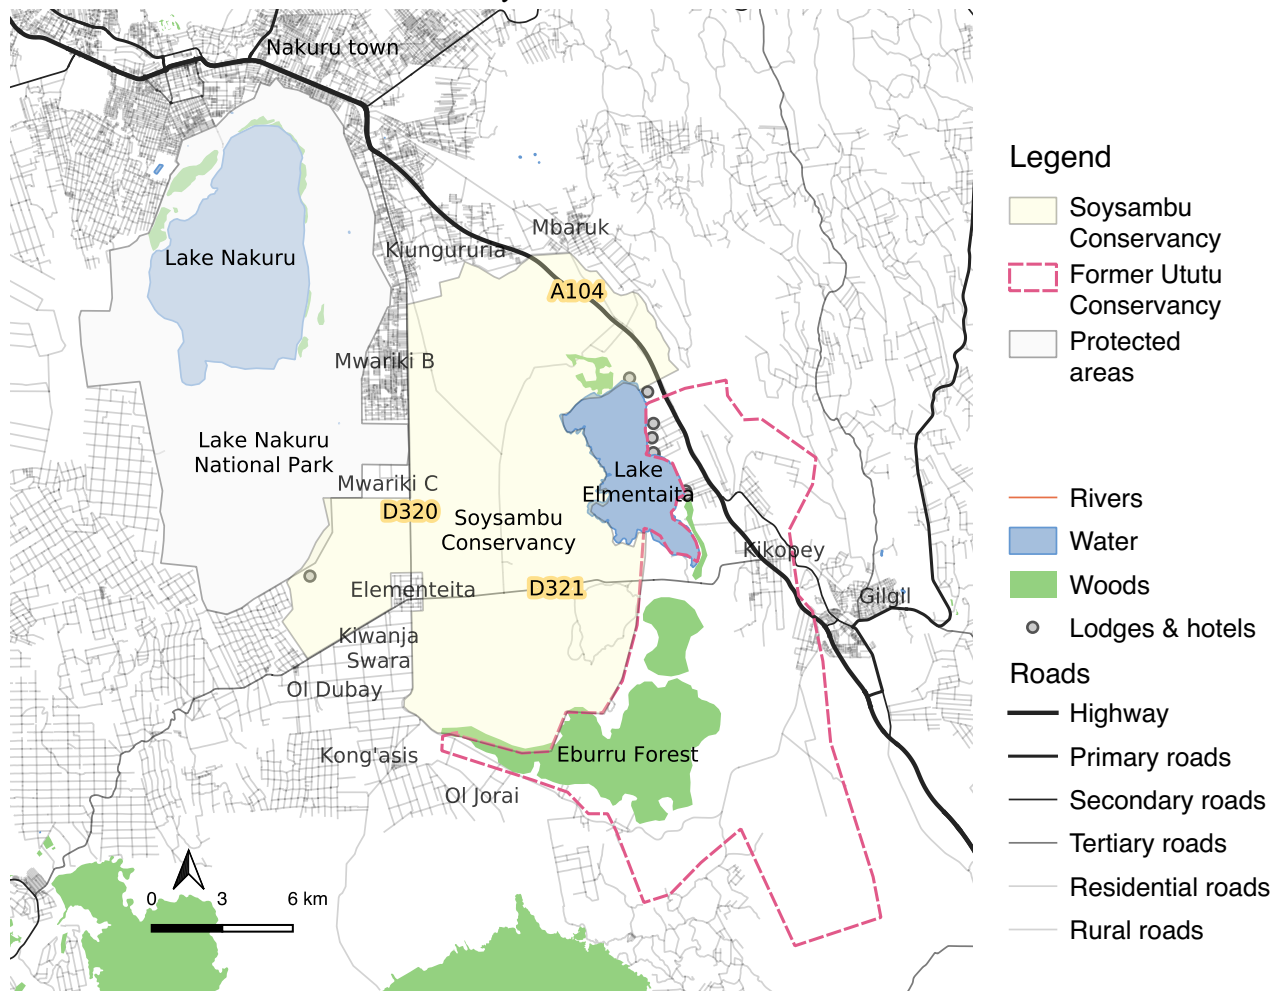 Nakuru town
Mbaruk
Kiungururia
Lake Nakuru
A104
Mwariki B
Lake Nakuru
National Park
Mwariki C
D320
Lake
Elmentaita
Soysambu
Conservancy
Kikopey
Elementeita
D321
Gilgil
Kiwanja
Swara
Ol Dubay
Kong'asis
Eburru Forest
Ol Jorai
0 3 6 km
Legend
Soysambu
Conservancy
Former Ututu
Conservancy
Protected
areas
Rivers
Water
Woods
Lodges & hotels
Roads
Highway
Primary roads
Secondary roads
Tertiary roads
Residential roads
Rural roads